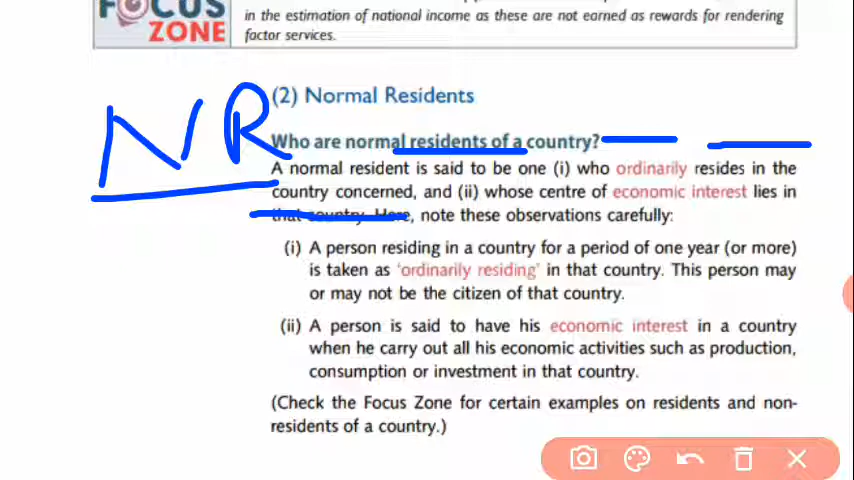 FOCUS
ZONE
in the estimation of national income as these are not earned as rewards for rendering
factor services.
NR
(2) Normal Residents
Who are normal residents of a country?
A normal resident is said to be one (i) who ordinarily resides in the
country concerned, and (ii) whose centre of economic interest lies in
that country. Here, note these observations carefully:
(i) A person residing in a country for a period of one year (or more)
is taken as 'ordinarily residing' in that country. This person may
or may not be the citizen of that country.
(ii) A person is said to have his economic interest in a country
when he carry out all his economic activities such as production,
consumption or investment in that country.
(Check the Focus Zone for certain examples on residents and non-
residents of a country.)